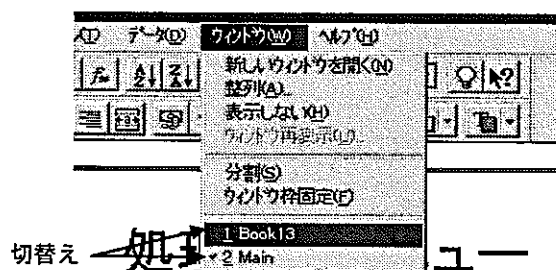 データ(D) ウィンドウ(W) ヘルプ(H)
新しいウィンドウを開く(N)
整列(A)...
表示しない(H)
ウィンドウ再表示(U)...
分割(S)
ウィンドウ枠固定(F)
1 Book13
2 Main
切替え
ュー